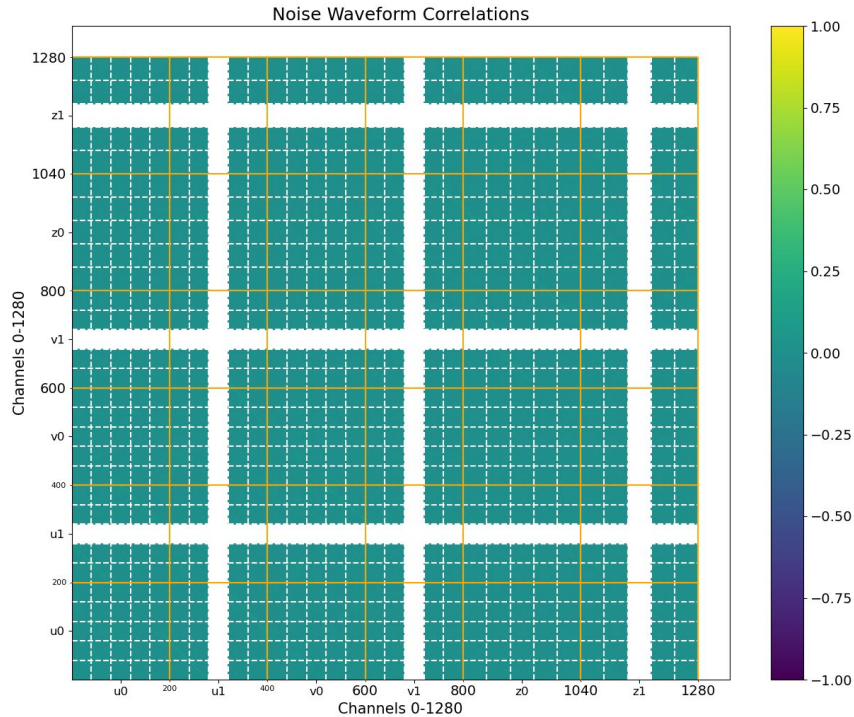 Noise Waveform Correlations
1280
z1
1040
z0
800
v1
600
v0
400
u1
200
u0
Channels 0-1280
u0 200 u1 400 v0 600 v1 800 z0 1040 z1 1280
Channels 0-1280
1.00
0.75
0.50
0.25
0.00
−0.25
−0.50
−0.75
−1.00